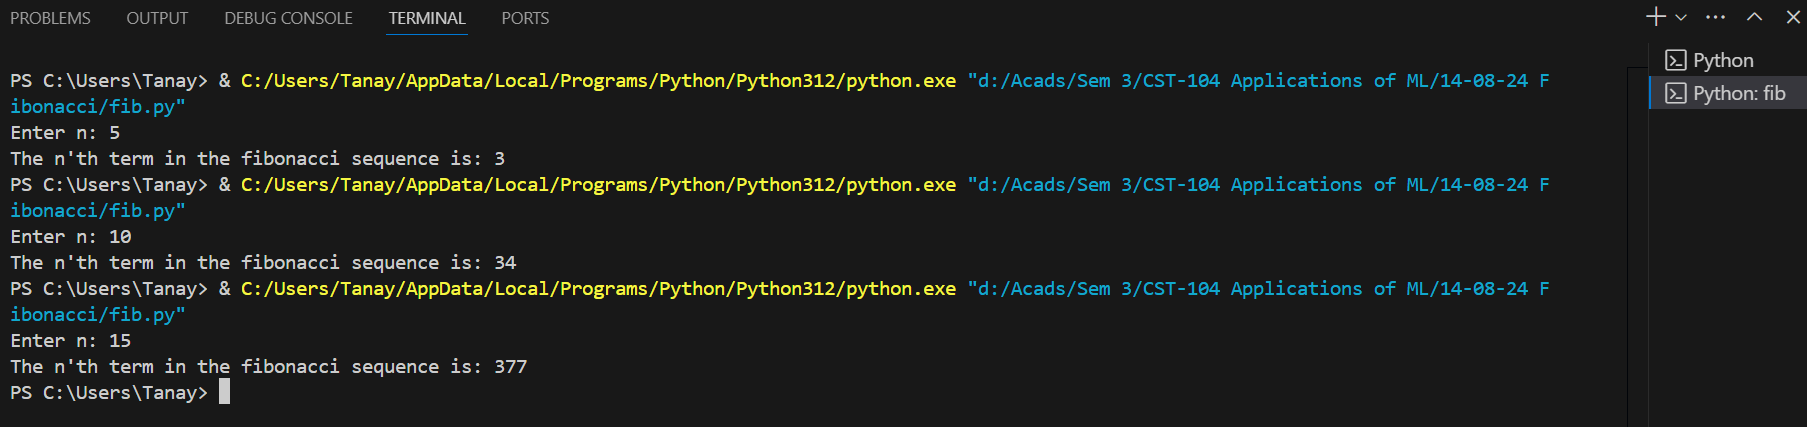 PROBLEMS OUTPUT DEBUG CONSOLE TERMINAL PORTS
PS C:\Users\Tanay> & C:/Users/Tanay/AppData/Local/Programs/Python/Python312/python.exe "d:/Acads/Sem 3/CST-104 Applications of ML/14-08-24 F
ibonacci/fib.py"
Enter n: 5
The n'th term in the fibonacci sequence is: 3
PS C:\Users\Tanay> & C:/Users/Tanay/AppData/Local/Programs/Python/Python312/python.exe "d:/Acads/Sem 3/CST-104 Applications of ML/14-08-24 F
ibonacci/fib.py"
Enter n: 10
The n'th term in the fibonacci sequence is: 34
PS C:\Users\Tanay> & C:/Users/Tanay/AppData/Local/Programs/Python/Python312/python.exe "d:/Acads/Sem 3/CST-104 Applications of ML/14-08-24 F
ibonacci/fib.py"
Enter n: 15
The n'th term in the fibonacci sequence is: 377
PS C:\Users\Tanay>
Python
Python: fib